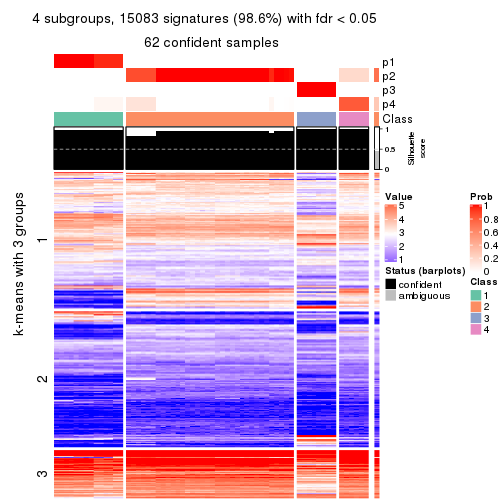 4 subgroups, 15083 signatures (98.6%) with fdr < 0.05
62 confident samples
p1
p2
p3
p4
Class
1
0.5
0
Silhouette
score
k-means with 3 groups
1
2
3
Value
5
4
3
2
1
Status (barplots)
confident
ambiguous
Prob
1
0.8
0.6
0.4
0.2
0
Class
1
2
3
4